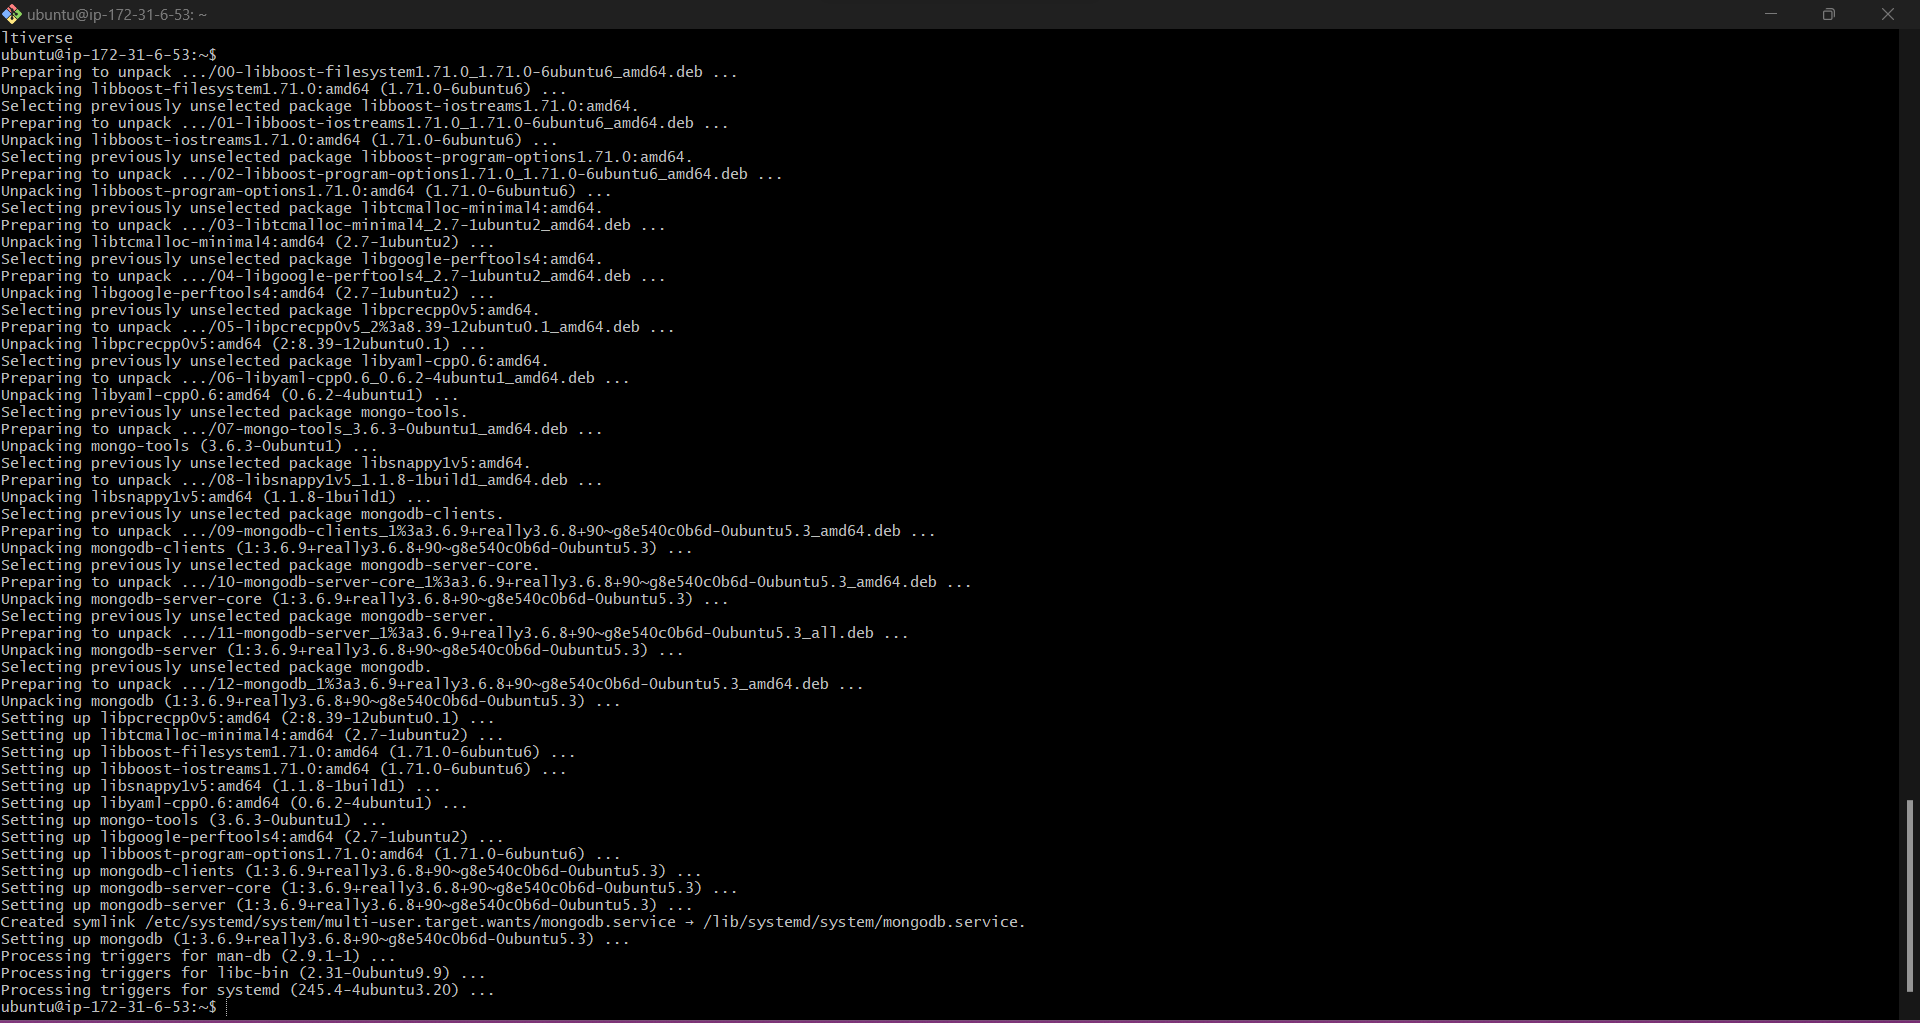 ubuntu@ip-172-31-6-53: ~
ltiverse
ubuntu@ip-172-31-6-53:~$
Preparing to unpack .../00-libboost-filesystem1.71.0_1.71.0-6ubuntu6_amd64.deb ...
Unpacking libboost-filesystem1.71.0:amd64 (1.71.0-6ubuntu6) ...
Selecting previously unselected package libboost-iostreams1.71.0:amd64.
Preparing to unpack .../01-libboost-iostreams1.71.0_1.71.0-6ubuntu6_amd64.deb ...
Unpacking libboost-iostreams1.71.0:amd64 (1.71.0-6ubuntu6) ...
Selecting previously unselected package libboost-program-options1.71.0:amd64.
Preparing to unpack .../02-libboost-program-options1.71.0_1.71.0-6ubuntu6_amd64.deb ...
Unpacking libboost-program-options1.71.0:amd64 (1.71.0-6ubuntu6) ...
Selecting previously unselected package libtcmalloc-minimal4:amd64.
Preparing to unpack .../03-libtcmalloc-minimal4_2.7-1ubuntu2_amd64.deb ...
Unpacking libtcmalloc-minimal4:amd64 (2.7-1ubuntu2) ...
Selecting previously unselected package libgoogle-perftools4:amd64.
Preparing to unpack .../04-libgoogle-perftools4_2.7-1ubuntu2_amd64.deb ...
Unpacking libgoogle-perftools4:amd64 (2.7-1ubuntu2) ...
Selecting previously unselected package libpcrecpp0v5:amd64.
Preparing to unpack .../05-libpcrecpp0v5_2%3a8.39-12ubuntu0.1_amd64.deb ...
Unpacking libpcrecpp0v5:amd64 (2:8.39-12ubuntu0.1) ...
Selecting previously unselected package libyaml-cpp0.6:amd64.
Preparing to unpack .../06-libyaml-cpp0.6_0.6.2-4ubuntu1_amd64.deb ...
Unpacking libyaml-cpp0.6:amd64 (0.6.2-4ubuntu1) ...
Selecting previously unselected package mongo-tools.
Preparing to unpack .../07-mongo-tools_3.6.3-0ubuntu1_amd64.deb ...
Unpacking mongo-tools (3.6.3-0ubuntu1) ...
Selecting previously unselected package libsnappy1v5:amd64.
Preparing to unpack .../08-libsnappy1v5_1.1.8-1build1_amd64.deb ...
Unpacking libsnappy1v5:amd64 (1.1.8-1build1) ...
Selecting previously unselected package mongodb-clients.
Preparing to unpack .../09-mongodb-clients_1%3a3.6.9+really3.6.8+90~g8e540c0b6d-0ubuntu5.3_amd64.deb ...
Unpacking mongodb-clients (1:3.6.9+really3.6.8+90~g8e540c0b6d-0ubuntu5.3) ...
Selecting previously unselected package mongodb-server-core.
Preparing to unpack .../10-mongodb-server-core_1%3a3.6.9+really3.6.8+90~g8e540c0b6d-0ubuntu5.3_amd64.deb ...
Unpacking mongodb-server-core (1:3.6.9+really3.6.8+90~g8e540c0b6d-0ubuntu5.3) ...
Selecting previously unselected package mongodb-server.
Preparing to unpack .../11-mongodb-server_1%3a3.6.9+really3.6.8+90~g8e540c0b6d-0ubuntu5.3_all.deb ...
Unpacking mongodb-server (1:3.6.9+really3.6.8+90~g8e540c0b6d-0ubuntu5.3) ...
Selecting previously unselected package mongodb.
Preparing to unpack .../12-mongodb_1%3a3.6.9+really3.6.8+90~g8e540c0b6d-0ubuntu5.3_amd64.deb ...
Unpacking mongodb (1:3.6.9+really3.6.8+90~g8e540c0b6d-0ubuntu5.3) ...
Setting up libpcrecpp0v5:amd64 (2:8.39-12ubuntu0.1) ...
Setting up libtcmalloc-minimal4:amd64 (2.7-1ubuntu2) ...
Setting up libboost-filesystem1.71.0:amd64 (1.71.0-6ubuntu6) ...
Setting up libboost-iostreams1.71.0:amd64 (1.71.0-6ubuntu6) ...
Setting up libsnappy1v5:amd64 (1.1.8-1build1) ...
Setting up libyaml-cpp0.6:amd64 (0.6.2-4ubuntu1) ...
Setting up mongo-tools (3.6.3-0ubuntu1) ...
Setting up libgoogle-perftools4:amd64 (2.7-1ubuntu2) ...
Setting up libboost-program-options1.71.0:amd64 (1.71.0-6ubuntu6) ...
Setting up mongodb-clients (1:3.6.9+really3.6.8+90~g8e540c0b6d-0ubuntu5.3) ...
Setting up mongodb-server-core (1:3.6.9+really3.6.8+90~g8e540c0b6d-0ubuntu5.3) ...
Setting up mongodb-server (1:3.6.9+really3.6.8+90~g8e540c0b6d-0ubuntu5.3) ...
Created symlink /etc/systemd/system/multi-user.target.wants/mongodb.service → /lib/systemd/system/mongodb.service.
Setting up mongodb (1:3.6.9+really3.6.8+90~g8e540c0b6d-0ubuntu5.3) ...
Processing triggers for man-db (2.9.1-1) ...
Processing triggers for libc-bin (2.31-0ubuntu9.9) ...
Processing triggers for systemd (245.4-4ubuntu3.20) ...
ubuntu@ip-172-31-6-53:~$